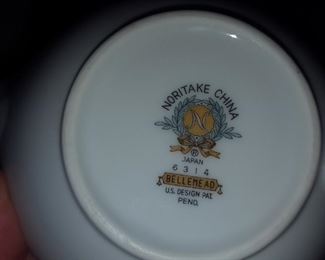 NORITAKE CHINA
N
®
JAPAN
6314
BELLEMEAD
U.S. DESIGN PAT.
PEND.